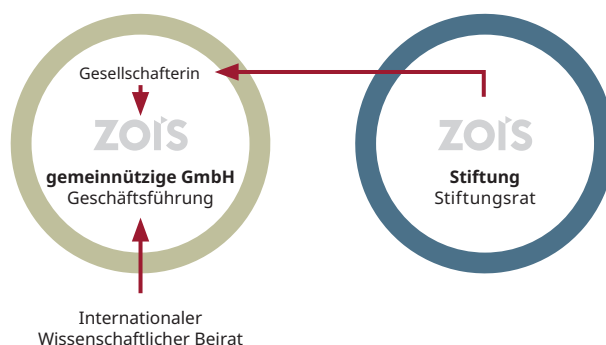 Gesellschafterin
ZOiS
gemeinnützige GmbH
Geschäftsführung
Internationaler
Wissenschaftlicher Beirat
ZOiS
Stiftung
Stiftungsrat